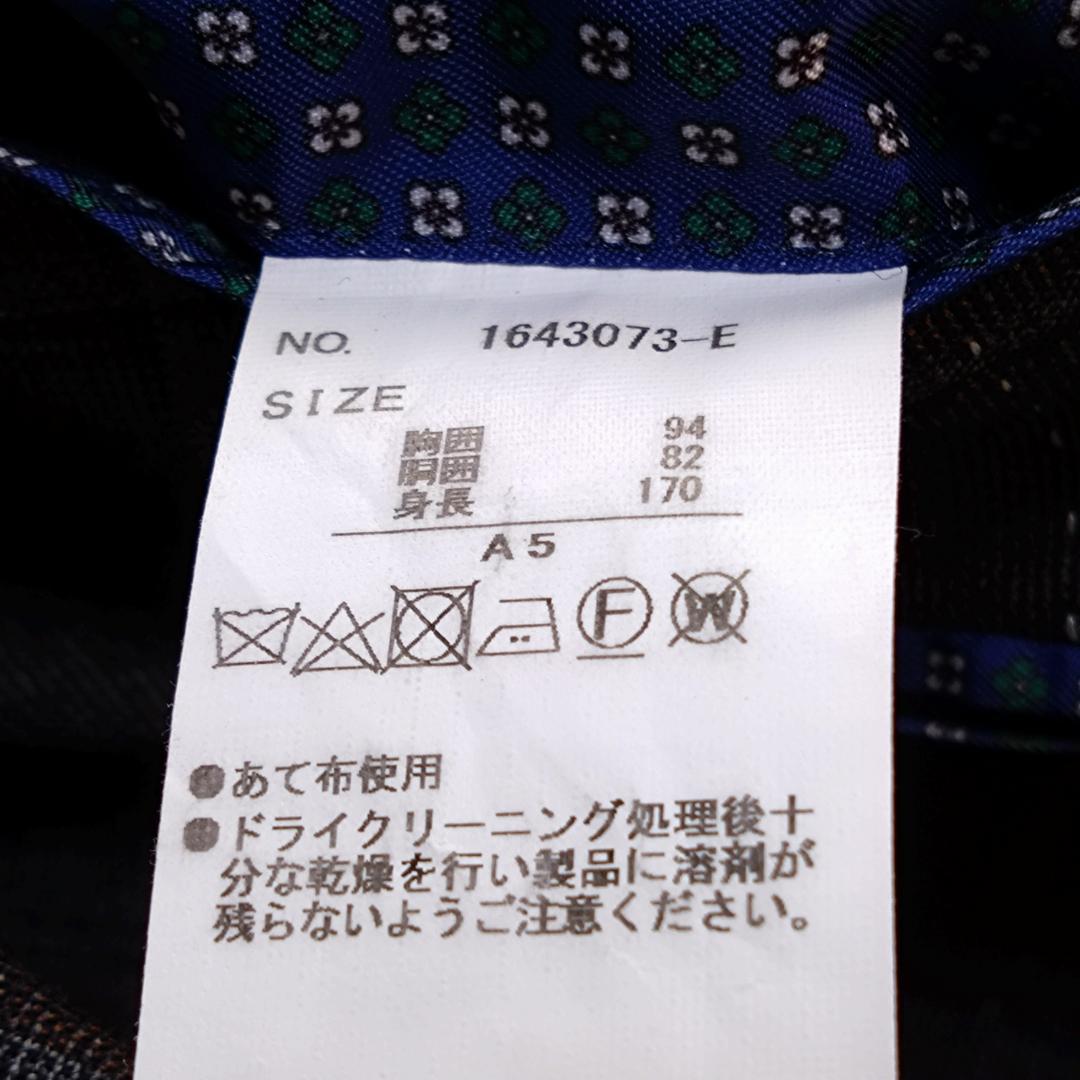 NO. 1643073-E
SIZE
胸囲 94
胴囲 82
身長 170
A5
F W
●あて布使用
●ドライクリーニング処理後十
分な乾燥を行い製品に溶剤が
残らないようご注意ください。